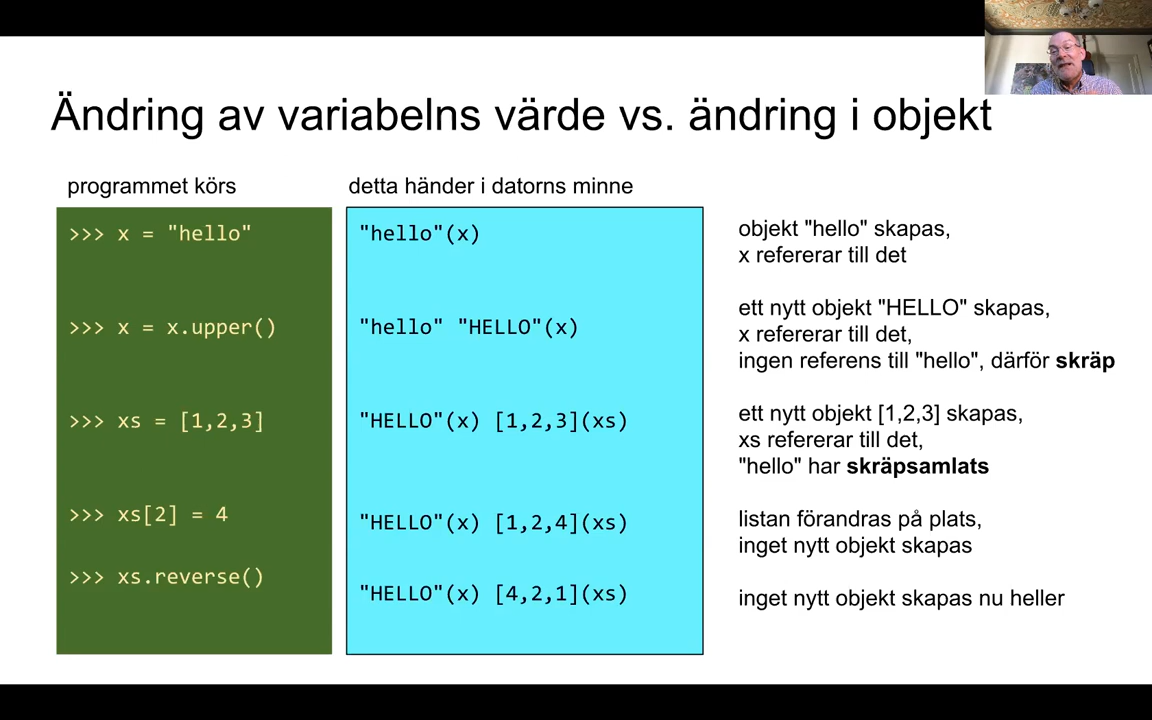 Ändring av variabelns värde vs. ändring i objekt
programmet körs
detta händer i datorns minne
>>> x = "hello"
"hello"(x)
objekt "hello" skapas,
x refererar till det
>>> x = x.upper()
"hello" "HELLO"(x)
ett nytt objekt "HELLO" skapas,
x refererar till det,
ingen referens till "hello", därför skräp
>>> xs = [1,2,3]
"HELLO"(x) [1,2,3](xs)
ett nytt objekt [1,2,3] skapas,
xs refererar till det,
"hello" har skräpsamlats
>>> xs[2] = 4
"HELLO"(x) [1,2,4](xs)
listan förandras på plats,
inget nytt objekt skapas
>>> xs.reverse()
"HELLO"(x) [4,2,1](xs)
inget nytt objekt skapas nu heller